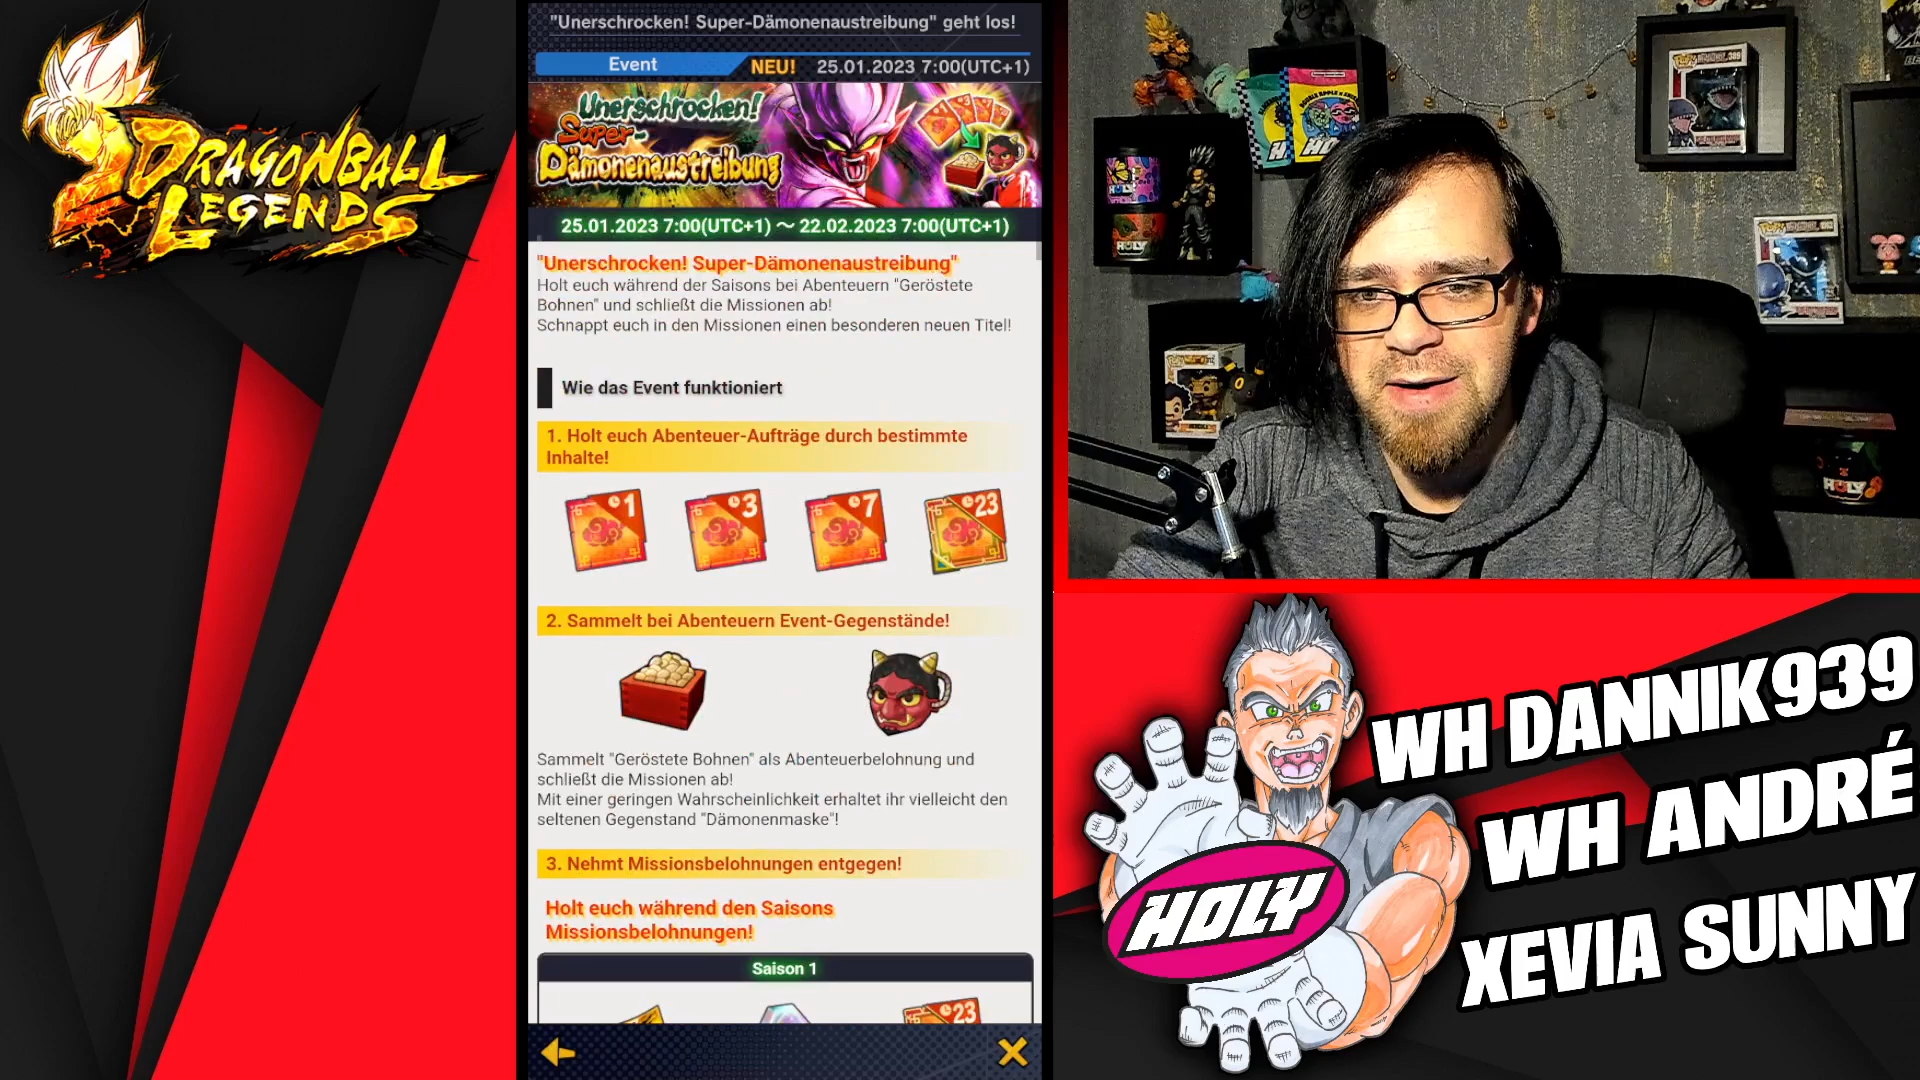 DRAGONBALL
LEGENDS
"Unerschrocken! Super-Dämonenaustreibung" geht los!
Event
NEU!
25.01.2023 7:00(UTC+1)
Unerschrocken!
Super-
Dämonenaustreibung
25.01.2023 7:00(UTC+1) ～ 22.02.2023 7:00(UTC+1)
"Unerschrocken! Super-Dämonenaustreibung"
Holt euch während der Saisons bei Abenteuern "Geröstete
Bohnen" und schließt die Missionen ab!
Schnappt euch in den Missionen einen besonderen neuen Titel!
Wie das Event funktioniert
1. Holt euch Abenteuer-Aufträge durch bestimmte
Inhalte!
1
3
7
23
2. Sammelt bei Abenteuern Event-Gegenstände!
Sammelt "Geröstete Bohnen" als Abenteuerbelohnung und
schließt die Missionen ab!
Mit einer geringen Wahrscheinlichkeit erhaltet ihr vielleicht den
seltenen Gegenstand "Dämonenmaske"!
3. Nehmt Missionsbelohnungen entgegen!
Holt euch während den Saisons
Missionsbelohnungen!
Saison 1
23
HOLY
HOLY
HOLY
HOLY
WH DANNIK939
WH ANDRÉ
XEVIA SUNNY